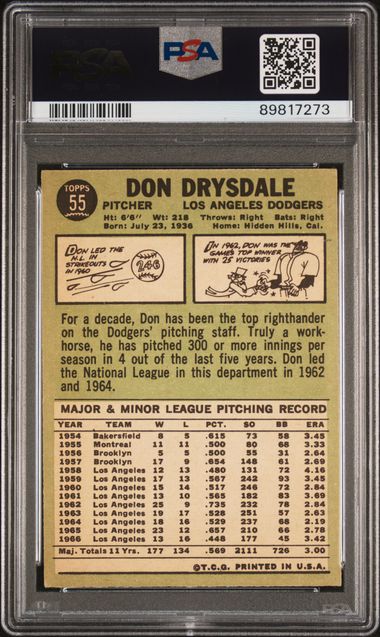 PSA
PSA
89817273
TOPPS
55
DON DRYSDALE
PITCHER LOS ANGELES DODGERS
Ht: 6'6" Wt: 218 Throws: Right Bats: Right
Born: July 23, 1936 Home: Hidden Hills, Cal.
DON LED THE
N.L. IN
STRIKEOUTS
IN 1960
246
IN 1962, DON WAS THE
GAMES TOP WINNER
WITH 25 VICTORIES
For a decade, Don has been the top righthander
on the Dodgers' pitching staff. Truly a work-
horse, he has pitched 300 or more innings per
season in 4 out of the last five years. Don led
the National League in this department in 1962
and 1964.
MAJOR & MINOR LEAGUE PITCHING RECORD
YEAR TEAM W L PCT. SO BB ERA
1954 Bakersfield 8 5 .615 73 58 3.45
1955 Montreal 11 11 .500 80 68 3.33
1956 Brooklyn 5 5 .500 55 31 2.64
1957 Brooklyn 17 9 .654 148 61 2.69
1958 Los Angeles 12 13 .480 131 72 4.16
1959 Los Angeles 17 13 .567 242 93 3.45
1960 Los Angeles 15 14 .517 246 72 2.84
1961 Los Angeles 13 10 .565 182 83 3.69
1962 Los Angeles 25 9 .735 232 78 2.84
1963 Los Angeles 19 17 .528 251 57 2.63
1964 Los Angeles 18 16 .529 237 68 2.19
1965 Los Angeles 23 12 .657 210 66 2.78
1966 Los Angeles 13 16 .448 177 45 3.42
Maj. Totals 11 Yrs. 177 134 .569 2111 726 3.00
©T.C.G. PRINTED IN U.S.A.